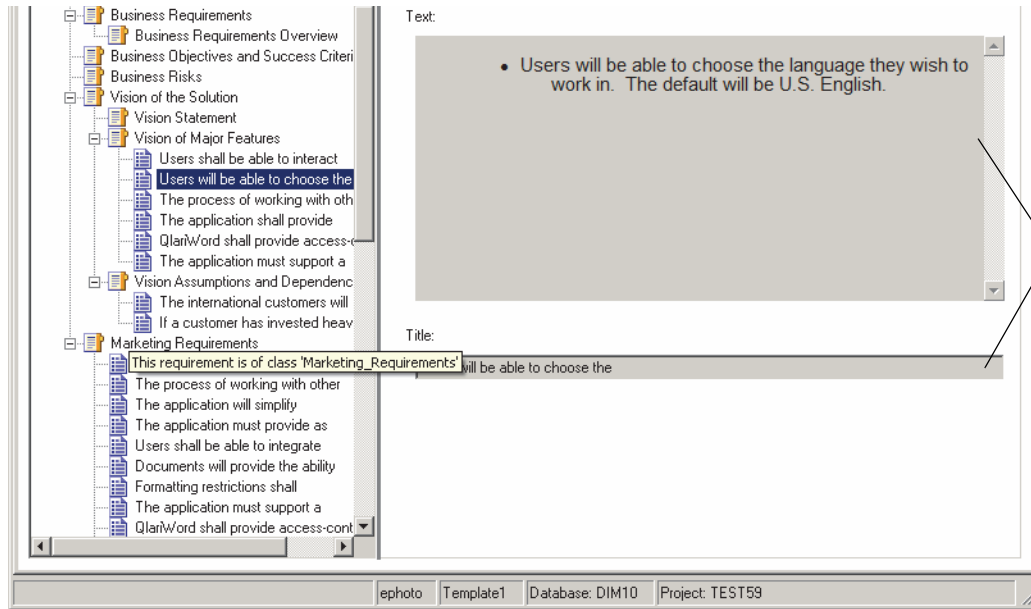 Business Requirements
Business Requirements Overview
Business Objectives and Success Criteri
Business Risks
Vision of the Solution
Vision Statement
Vision of Major Features
Users shall be able to interact
Users will be able to choose the
The process of working with oth
The application shall provide
QlariWord shall provide access-c
The application must support a
Vision Assumptions and Dependenc
The international customers will
If a customer has invested heav
Marketing Requirements
This requirement is of class 'Marketing_Requirements'
The process of working with other
The application will simplify
The application must provide as
Users shall be able to integrate
Documents will provide the ability
Formatting restrictions shall
The application must support a
QlariWord shall provide access-cont
Text:
• Users will be able to choose the language they wish to
work in.  The default will be U.S. English.
Title:
will be able to choose the
ephoto Template1 Database: DIM10 Project: TEST59